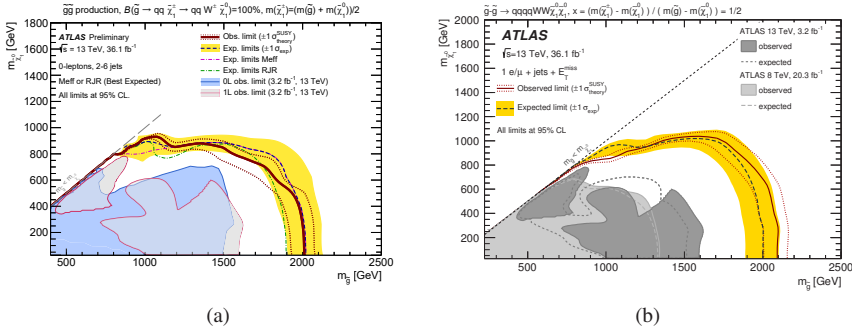 g̃g̃ production, B(g̃ → qq χ̃₁± → qq W± χ̃₁⁰)=100%, m(χ̃₁±)=(m(g̃) + m(χ̃₁⁰))/2
ATLAS Preliminary
√s = 13 TeV, 36.1 fb⁻¹
0-leptons, 2-6 jets
Meff or RJR (Best Expected)
All limits at 95% CL.
Obs. limit (±1 σ^SUSY_theory)
Exp. limits (±1 σ_exp)
Exp. limits Meff
Exp. limits RJR
0L obs. limit (3.2 fb⁻¹, 13 TeV)
1L obs. limit (3.2 fb⁻¹, 13 TeV)
m_χ̃₁⁰ [GeV]
1800
1600
1400
1200
1000
800
600
400
200
500 1000 1500 2000 2500
m_g̃ [GeV]
(a)
g̃-g̃ → qqqqWWχ̃₁⁰χ̃₁⁰, x = (m(χ̃₁±) - m(χ̃₁⁰)) / ( m(g̃) - m(χ̃₁⁰)) = 1/2
ATLAS
√s=13 TeV, 36.1 fb⁻¹
1 e/μ + jets + E_T^miss
Observed limit (±1 σ^SUSY_theory)
Expected limit (±1 σ_exp)
All limits at 95% CL
ATLAS 13 TeV, 3.2 fb⁻¹
observed
expected
ATLAS 8 TeV, 20.3 fb⁻¹
observed
expected
m_χ̃₁⁰ [GeV]
2000
1800
1600
1400
1200
1000
800
600
400
200
500 1000 1500 2000 2500
m_g̃ [GeV]
(b)